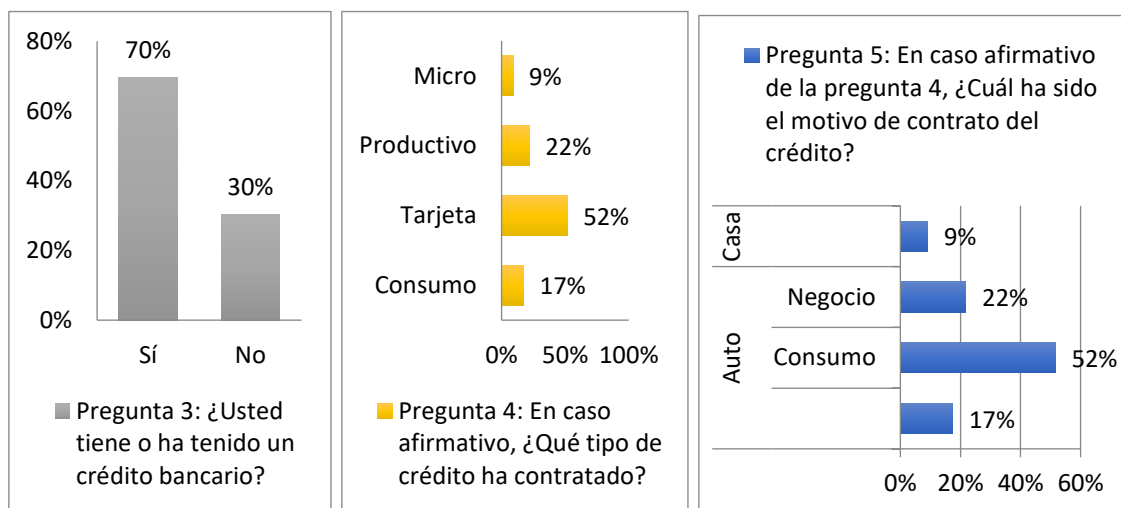 80%
60%
40%
20%
0%
70%
30%
Sí
No
Pregunta 3: ¿Usted
tiene o ha tenido un
crédito bancario?
Micro
9%
Productivo
22%
Tarjeta
52%
Consumo
17%
0%
50%
100%
Pregunta 4: En caso
afirmativo, ¿Qué tipo de
crédito ha contratado?
Pregunta 5: En caso afirmativo
de la pregunta 4, ¿Cuál ha sido
el motivo de contrato del
crédito?
Casa
9%
Auto
Negocio
22%
Consumo
52%
17%
0%
20%
40%
60%